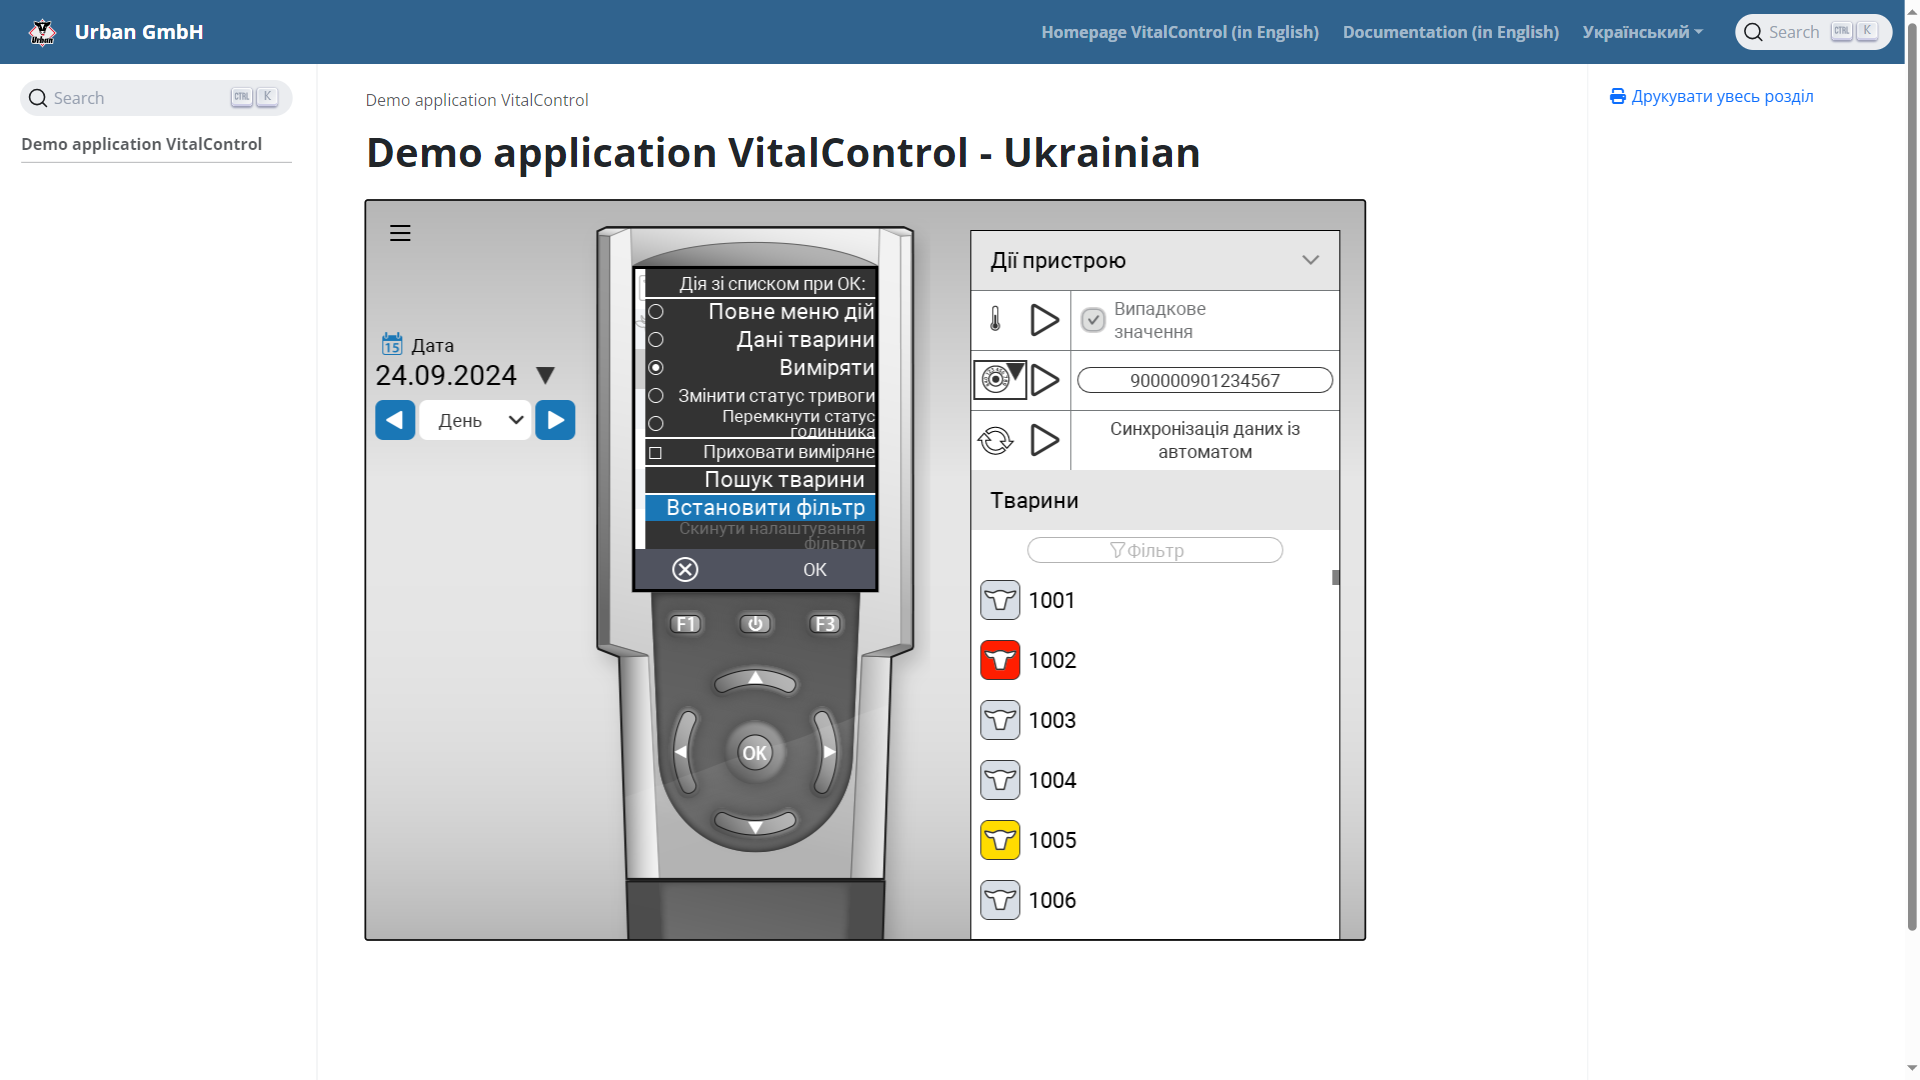 Urban GmbH
Homepage VitalControl (in English)
Documentation (in English)
Український
Search CTRL K
Search CTRL K
Demo application VitalControl
Demo application VitalControl
Demo application VitalControl - Ukrainian
Друкувати увесь розділ
15 Дата
24.09.2024
День
Дія зі списком при ОК:
Повне меню дій
Дані тварини
Виміряти
Змінити статус тривоги
Перемкнути статус
годинника
Приховати виміряне
Пошук тварини
Встановити фільтр
Скинути налаштування
фільтру
OK
F1
F3
OK
Дії пристрою
Випадкове
значення
900000901234567
Синхронізація даних із
автоматом
Тварини
Фільтр
1001
1002
1003
1004
1005
1006